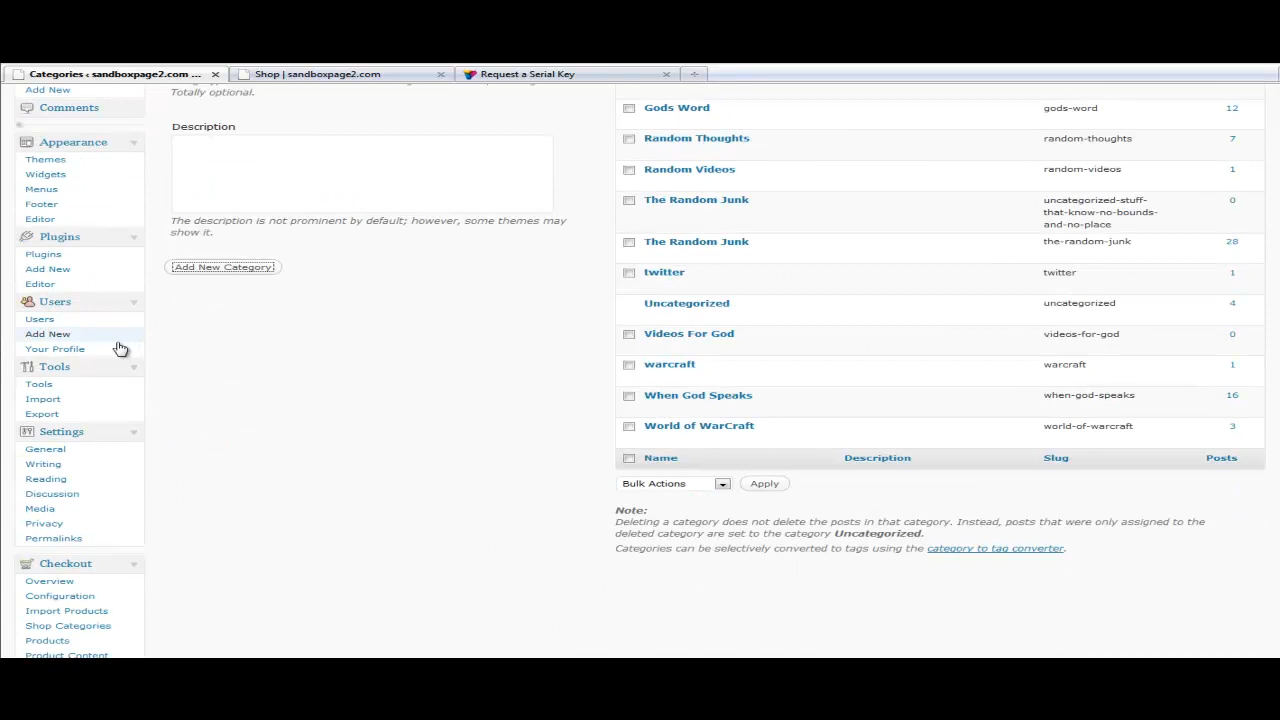 Categories ‹ sandboxpage2.com ...
Shop | sandboxpage2.com
Request a Serial Key
Add New
Comments
Appearance
Themes
Widgets
Menus
Footer
Editor
Plugins
Plugins
Add New
Editor
Users
Users
Add New
Your Profile
Tools
Tools
Import
Export
Settings
General
Writing
Reading
Discussion
Media
Privacy
Permalinks
Checkout
Overview
Configuration
Import Products
Shop Categories
Products
Product Content
Totally optional.
Description
The description is not prominent by default; however, some themes may
show it.
Add New Category
Gods Word gods-word 12
Random Thoughts random-thoughts 7
Random Videos random-videos 1
The Random Junk uncategorized-stuff- 0
that-know-no-bounds-
and-no-place
The Random Junk the-random-junk 28
twitter twitter 1
Uncategorized uncategorized 4
Videos For God videos-for-god 0
warcraft warcraft 1
When God Speaks when-god-speaks 16
World of WarCraft world-of-warcraft 3
Name Description Slug Posts
Bulk Actions Apply
Note:
Deleting a category does not delete the posts in that category. Instead, posts that were only assigned to the
deleted category are set to the category Uncategorized.
Categories can be selectively converted to tags using the category to tag converter.